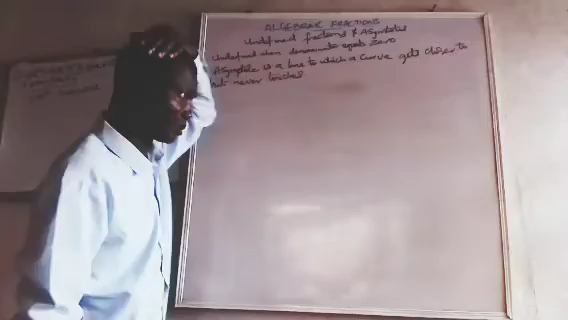 ALGEBRAIC FRACTIONS
Undefined fractions & Asymptotes
Undefined when denominator equals zero
Asymptote is a line to which a curve gets closer to
but never touches